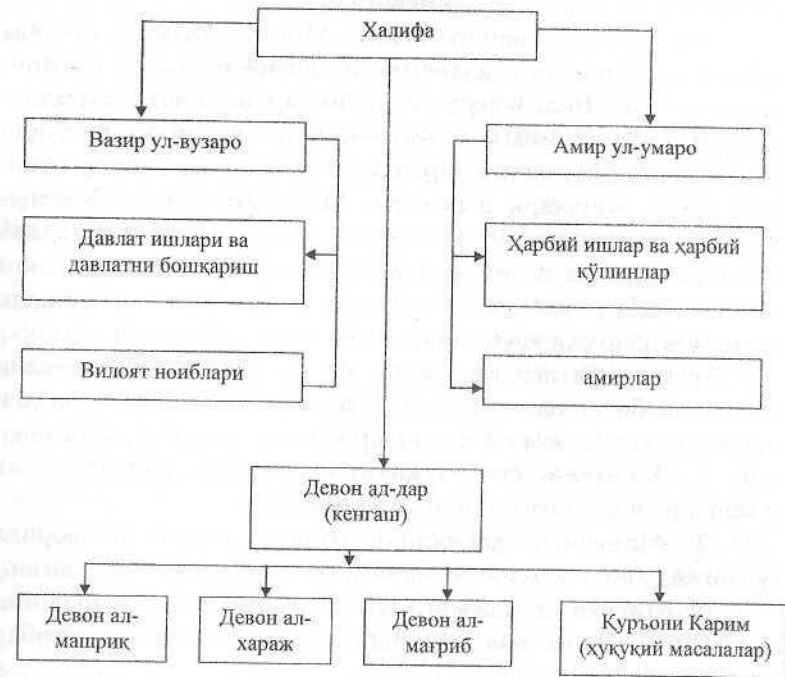 Халифа
Вазир ул-вузаро
Амир ул-умаро
Давлат ишлари ва
давлатни бошқариш
Ҳарбий ишлар ва ҳарбий
қўшинлар
Вилоят ноиблари
амирлар
Девон ад-дар
(кенгаш)
Девон ал-
машриқ
Девон ал-
хараж
Девон ал-
мағриб
Қуръони Карим
(ҳуқуқий масалалар)